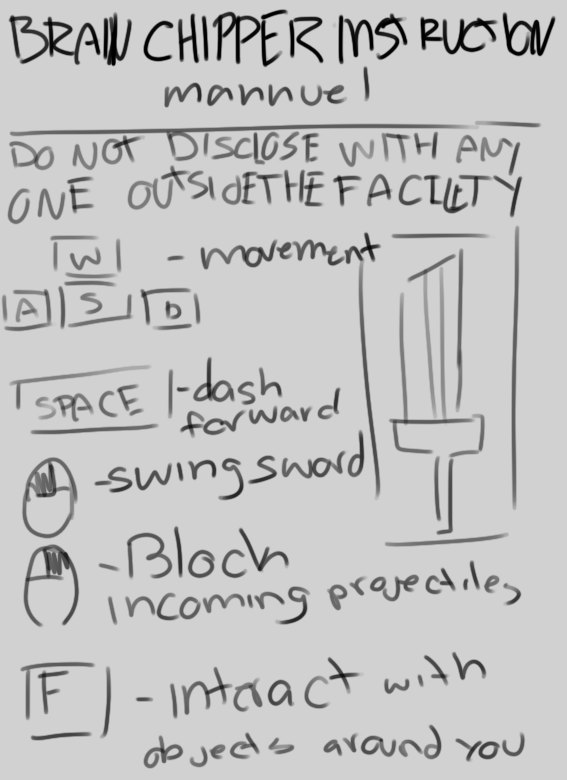 BRAIN CHIPPER INSTRUCTION
mannuel
DO NOT DISCLOSE WITH ANY
ONE OUTSIDE THE FACILITY
W - movement
A S D
SPACE - dash
forward
- swing sword
- Block
incoming projectiles
F - interact with
objects around you